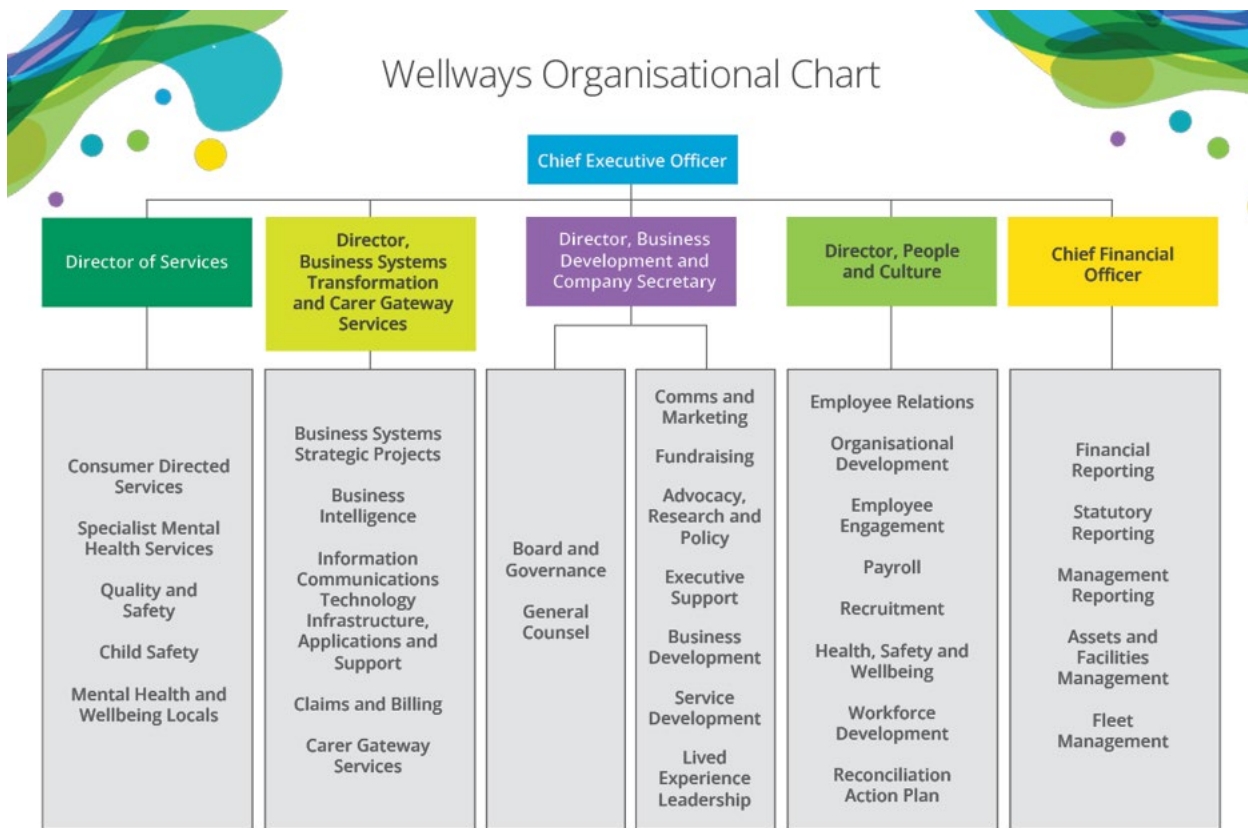 Wellways Organisational Chart
Chief Executive Officer
Director of Services
Director,
Business Systems
Transformation
and Carer Gateway
Services
Director, Business
Development and
Company Secretary
Director, People
and Culture
Chief Financial
Officer
Consumer Directed
Services
Specialist Mental
Health Services
Quality and
Safety
Child Safety
Mental Health and
Wellbeing Locals
Business Systems
Strategic Projects
Business
Intelligence
Information
Communications
Technology
Infrastructure,
Applications and
Support
Claims and Billing
Carer Gateway
Services
Board and
Governance
General
Counsel
Comms and
Marketing
Fundraising
Advocacy,
Research and
Policy
Executive
Support
Business
Development
Service
Development
Lived
Experience
Leadership
Employee Relations
Organisational
Development
Employee
Engagement
Payroll
Recruitment
Health, Safety and
Wellbeing
Workforce
Development
Reconciliation
Action Plan
Financial
Reporting
Statutory
Reporting
Management
Reporting
Assets and
Facilities
Management
Fleet
Management